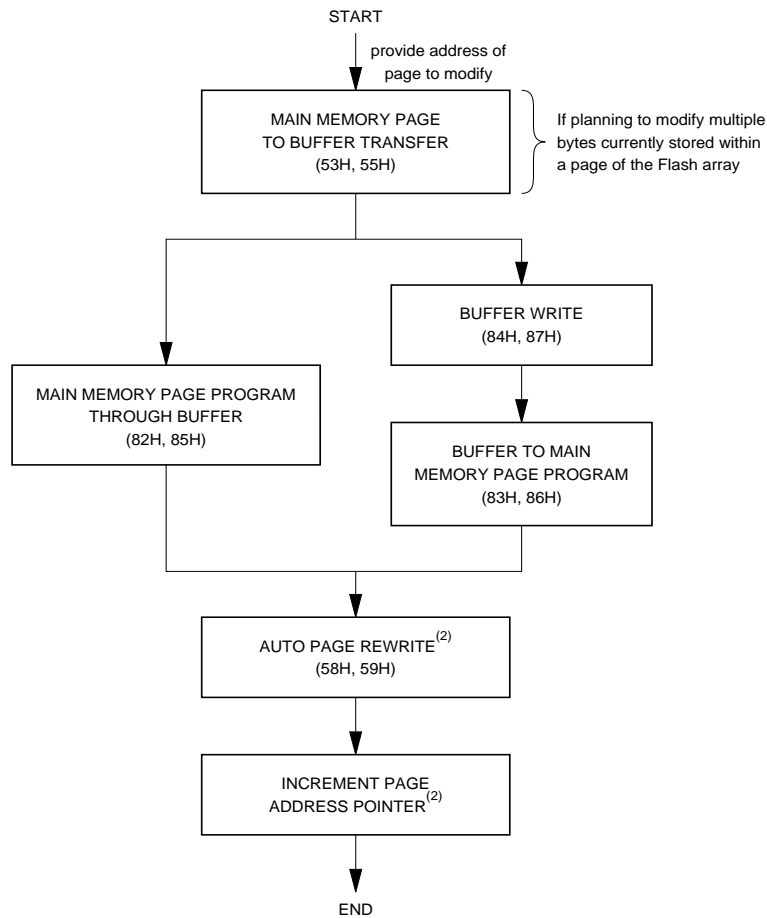 START
provide address of
page to modify
MAIN MEMORY PAGE
TO BUFFER TRANSFER
(53H, 55H)
If planning to modify multiple
bytes currently stored within
a page of the Flash array
BUFFER WRITE
(84H, 87H)
MAIN MEMORY PAGE PROGRAM
THROUGH BUFFER
(82H, 85H)
BUFFER TO MAIN
MEMORY PAGE PROGRAM
(83H, 86H)
AUTO PAGE REWRITE(2)
(58H, 59H)
INCREMENT PAGE
ADDRESS POINTER(2)
END